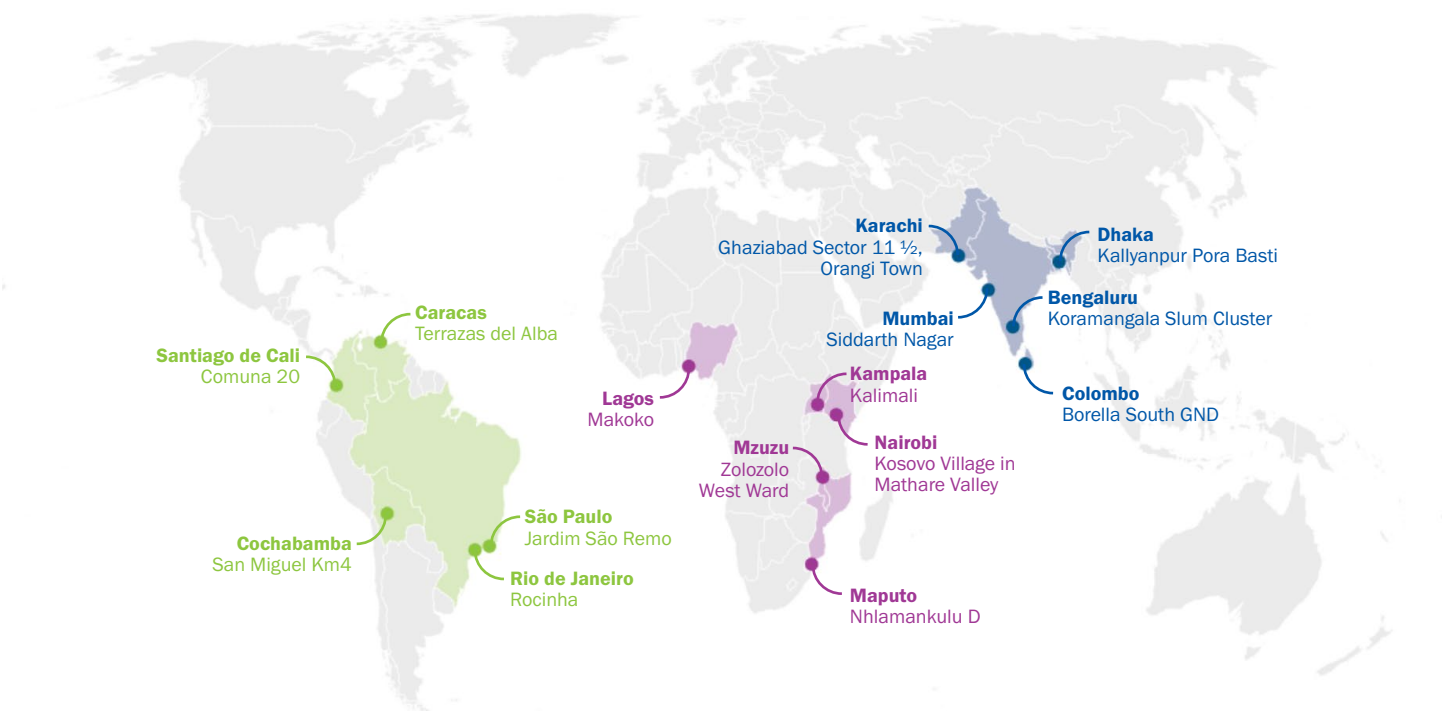 Caracas
Terrazas del Alba
Santiago de Cali
Comuna 20
Cochabamba
San Miguel Km4
São Paulo
Jardim São Remo
Rio de Janeiro
Rocinha
Lagos
Makoko
Kampala
Kalimali
Nairobi
Kosovo Village in
Mathare Valley
Mzuzu
Zolozolo
West Ward
Maputo
Nhlamankulu D
Karachi
Ghaziabad Sector 11 ½,
Orangi Town
Dhaka
Kallyanpur Pora Basti
Mumbai
Siddarth Nagar
Bengaluru
Koramangala Slum Cluster
Colombo
Borella South GND